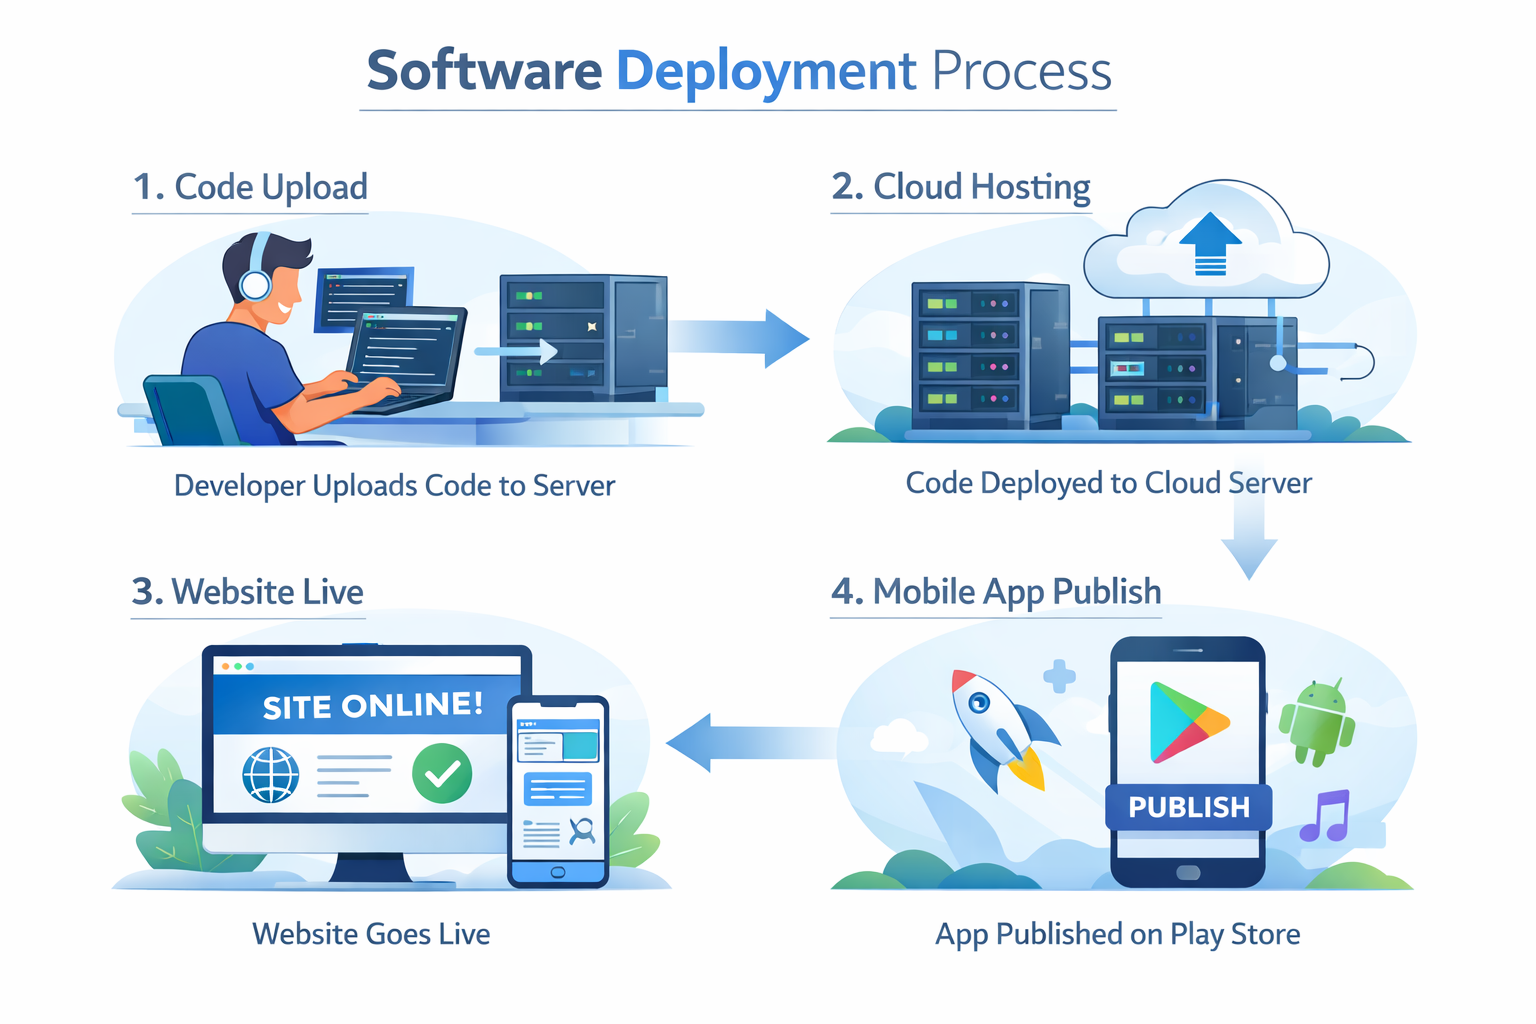 Software Deployment Process
1. Code Upload
Developer Uploads Code to Server
2. Cloud Hosting
Code Deployed to Cloud Server
3. Website Live
SITE ONLINE!
Website Goes Live
4. Mobile App Publish
PUBLISH
App Published on Play Store